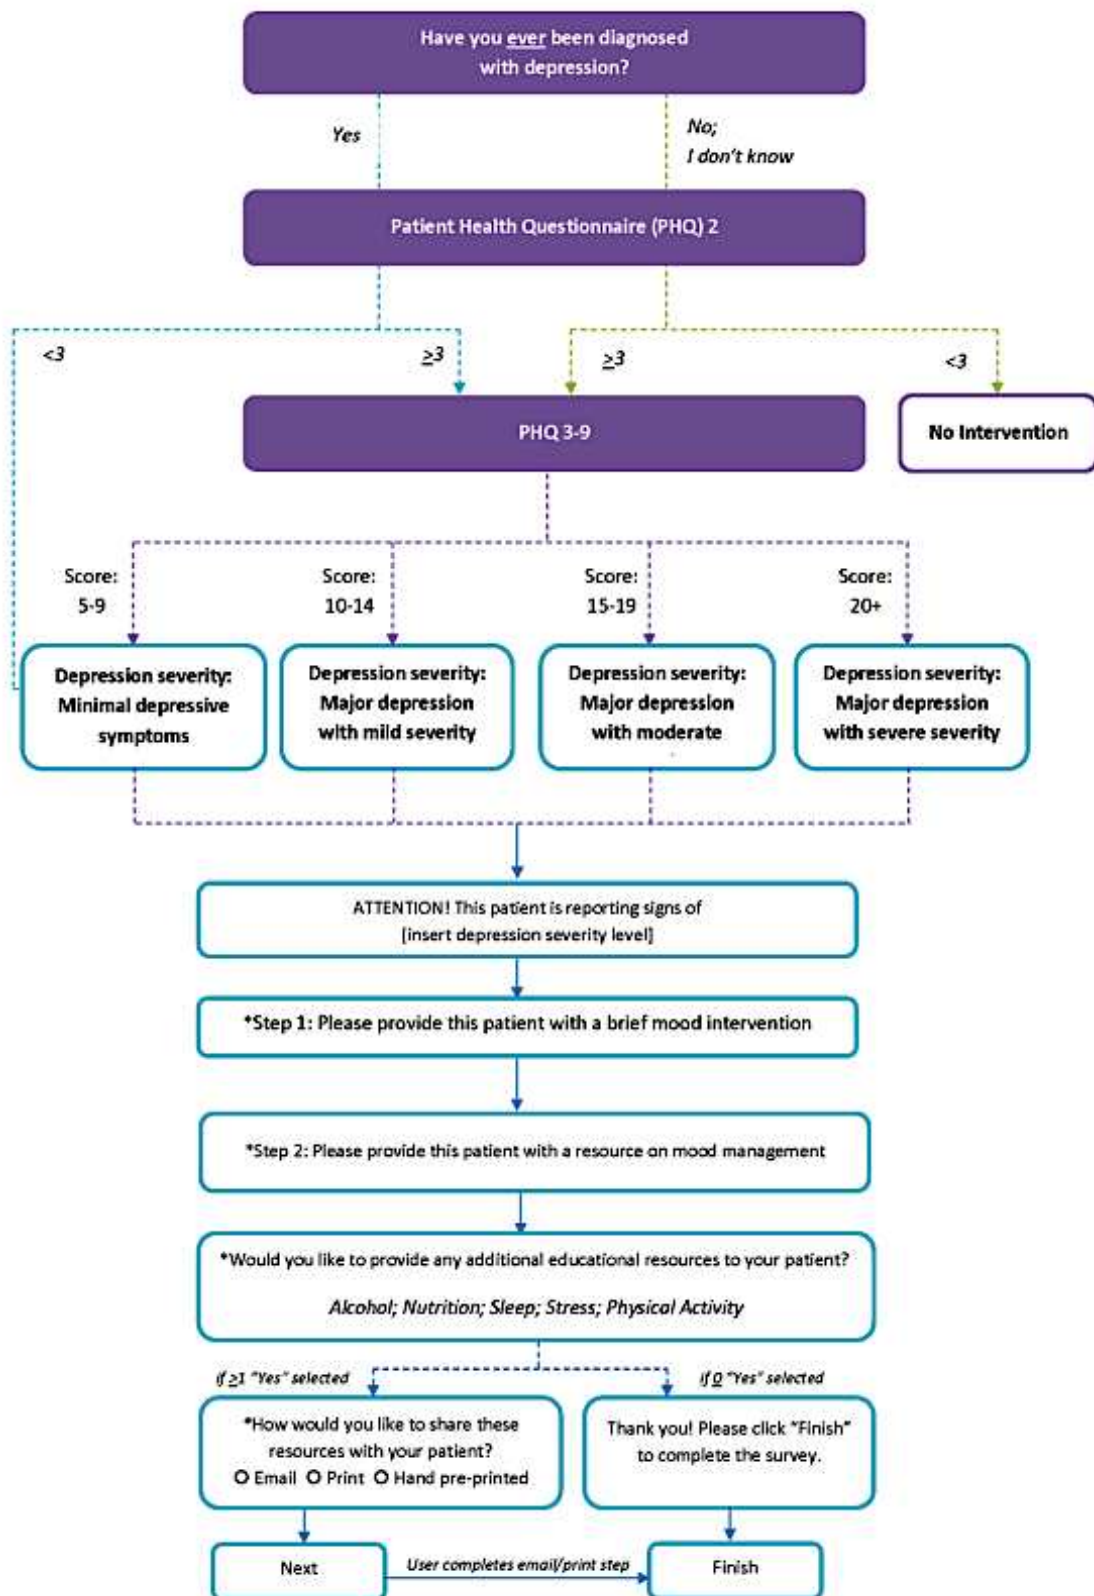 Have you ever been diagnosed
with depression?
Yes
No;
I don't know
Patient Health Questionnaire (PHQ) 2
<3
≥3
≥3
<3
PHQ 3-9
No Intervention
Score:
5-9
Score:
10-14
Score:
15-19
Score:
20+
Depression severity:
Minimal depressive
symptoms
Depression severity:
Major depression
with mild severity
Depression severity:
Major depression
with moderate
Depression severity:
Major depression
with severe severity
ATTENTION! This patient is reporting signs of
[insert depression severity level]
*Step 1: Please provide this patient with a brief mood intervention
*Step 2: Please provide this patient with a resource on mood management
*Would you like to provide any additional educational resources to your patient?
Alcohol; Nutrition; Sleep; Stress; Physical Activity
if ≥1 "Yes" selected
if 0 "Yes" selected
*How would you like to share these
resources with your patient?
O Email O Print O Hand pre-printed
Thank you! Please click "Finish"
to complete the survey.
Next
User completes email/print step
Finish